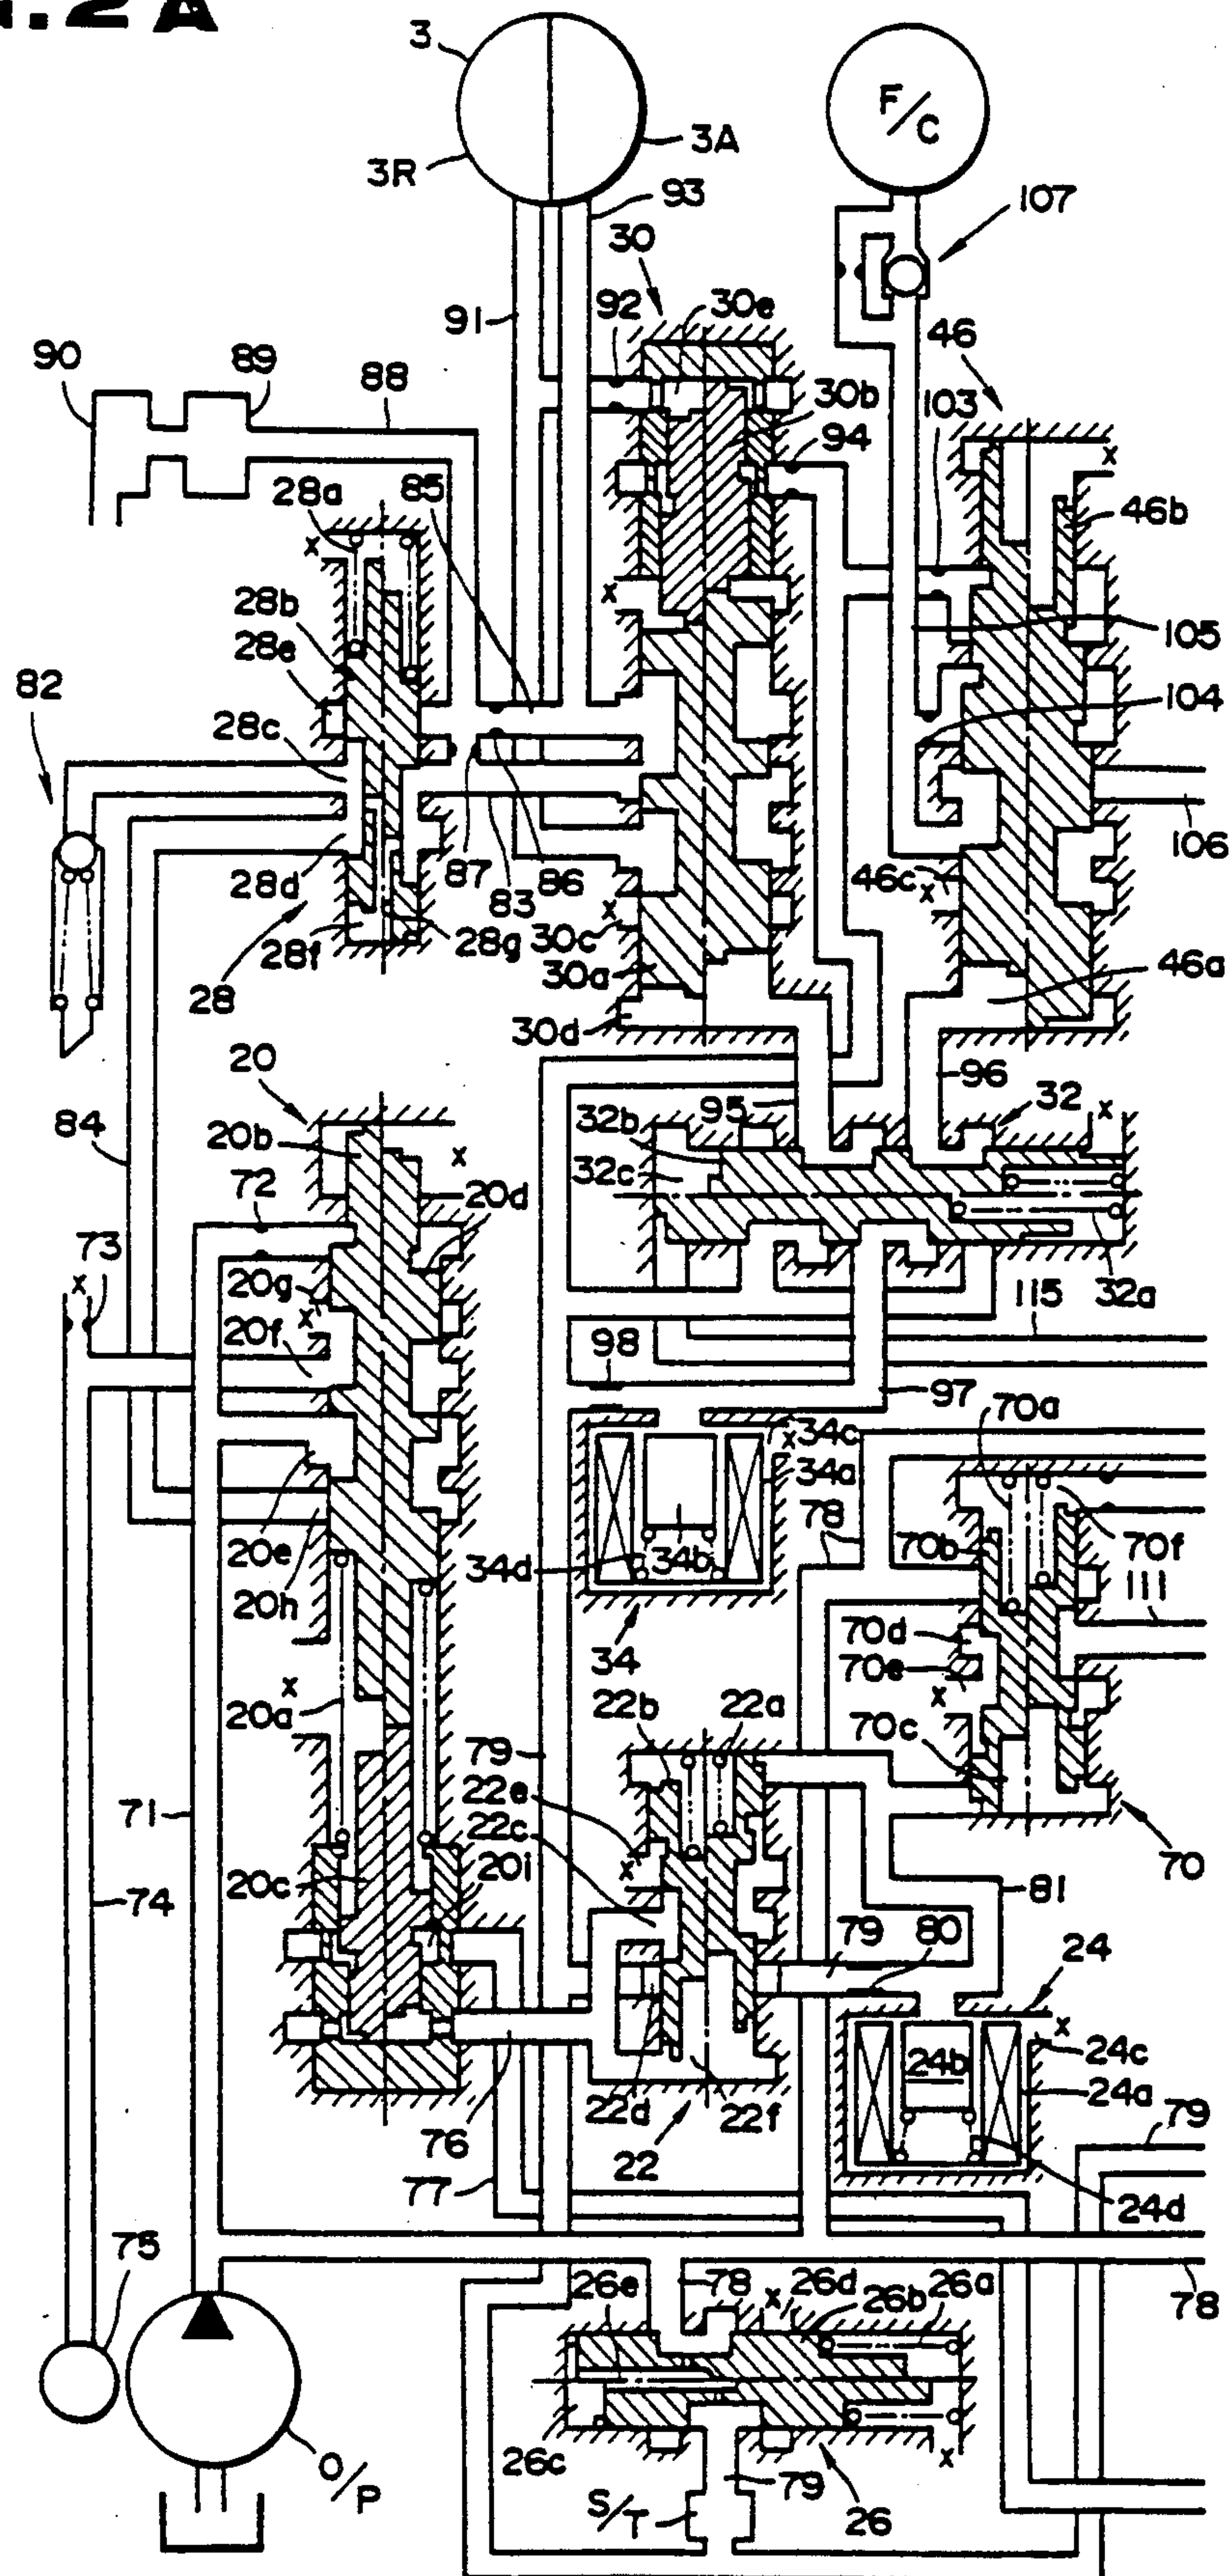 G.2A
3
F/C
3A
3R
93
107
30
91
92
30e
46
90
89
88
30b
103
94
28a
85
x
46b
x
28b
x
28e
105
82
28c
104
106
87
86
46c
28d
83
x
x
30c
28g
28f
46a
30a
28
30d
20
96
95
32
x
84
32b
20b
x
32c
72
20d
73
x
20g
x
32a
115
20f
98
97
70a
34c
x
34a
78
70b
20e
34b
70f
34d
20h
111
70d
34
70e
x
22b
22a
x
20a
70c
79
22e
71
22c
x
70
20i
20c
81
74
79
80
24
x
24b
24c
22d
22f
24a
79
76
22
77
24d
75
26e
78
x
26d
26b
26a
78
26c
x
O/P
79
S/T
26